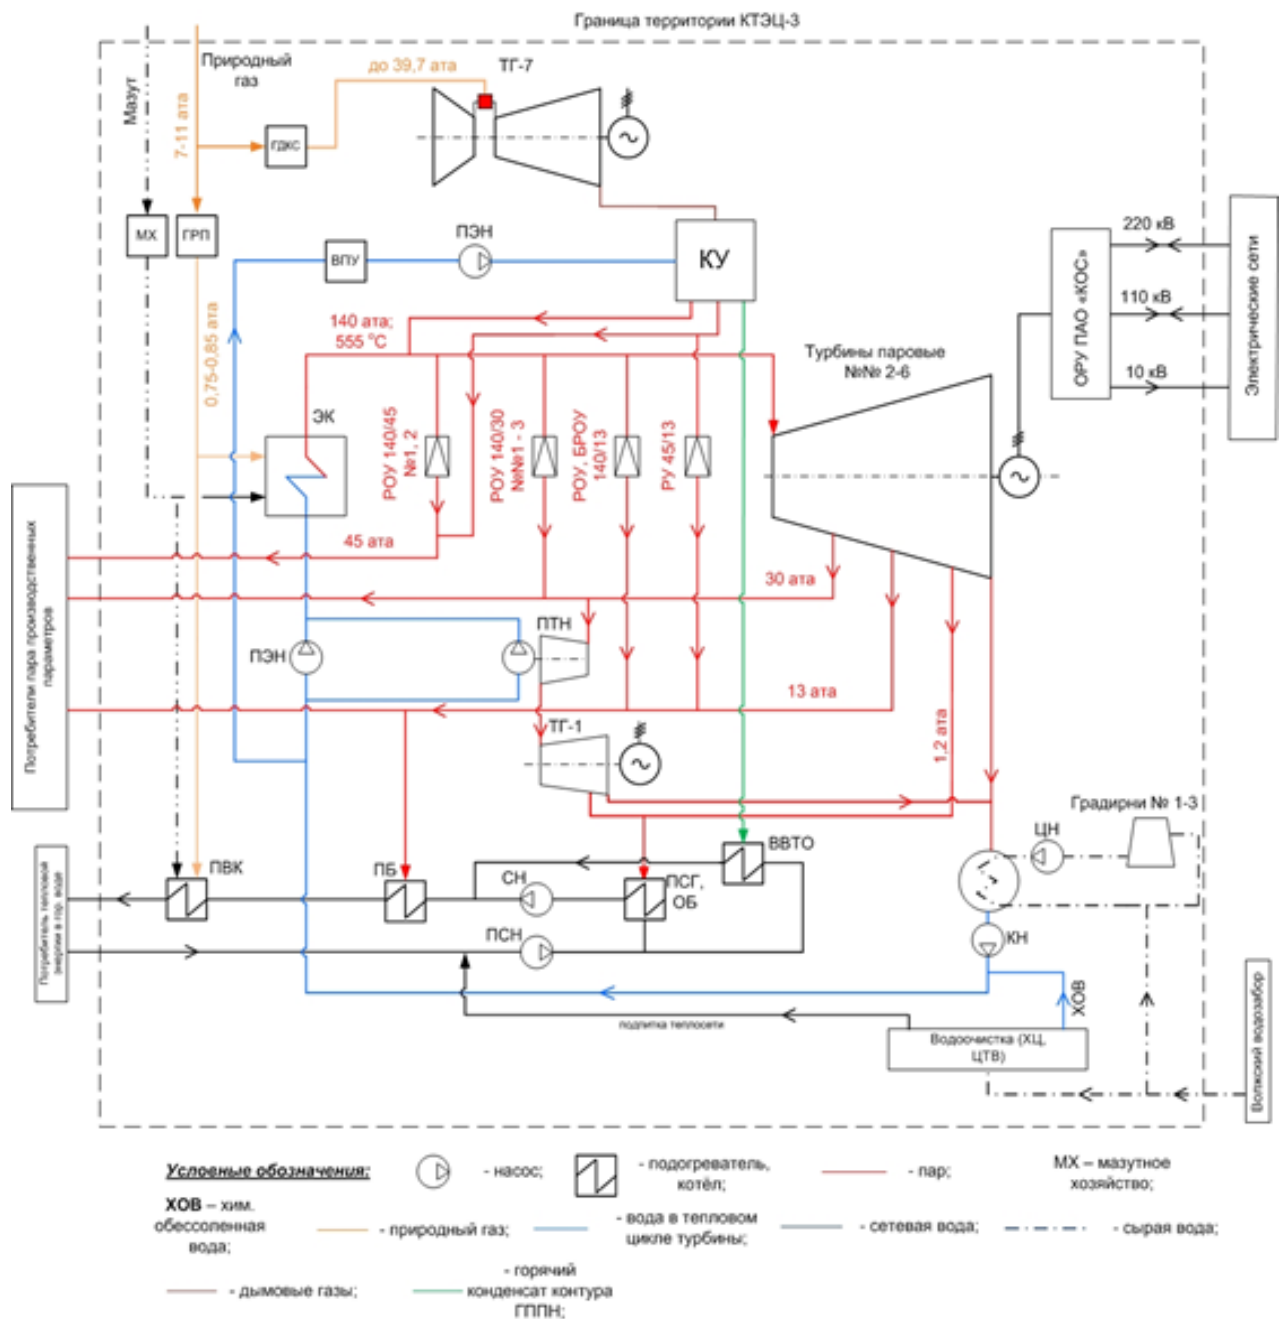 Граница территории КТЭЦ-3
Мазут
Природный
газ
7-11 ата
до 39,7 ата
ТГ-7
ГДКС
МХ
ГРП
ВПУ
ПЭН
КУ
0,75-0,85 ата
140 ата;
555 °С
ЭК
РОУ 140/45
№1, 2
РОУ 140/30
№№1 - 3
РОУ, БРОУ
140/13
РУ 45/13
Турбины паровые
№№ 2-6
ОРУ ПАО «КОС»
220 кВ
110 кВ
10 кВ
Электрические сети
Потребители пара производственных
параметров
45 ата
30 ата
ПЭН
ПТН
13 ата
1,2 ата
ТГ-1
Градирни № 1-3
ЦН
ВВТО
ПВК
ПБ
СН
ПСГ,
ОБ
ПСН
КН
Потребитель тепловой
энергии в гор. воде
ХОВ
подпитка теплосети
Водоочистка (ХЦ,
ЦТВ)
Волжский водозабор
Условные обозначения:
- насос;
- подогреватель,
котёл;
- пар;
МХ – мазутное
хозяйство;
ХОВ – хим.
обессоленная
вода;
- природный газ;
- вода в тепловом
цикле турбины;
- сетевая вода;
- сырая вода;
- дымовые газы;
- горячий
конденсат контура
ГППН;